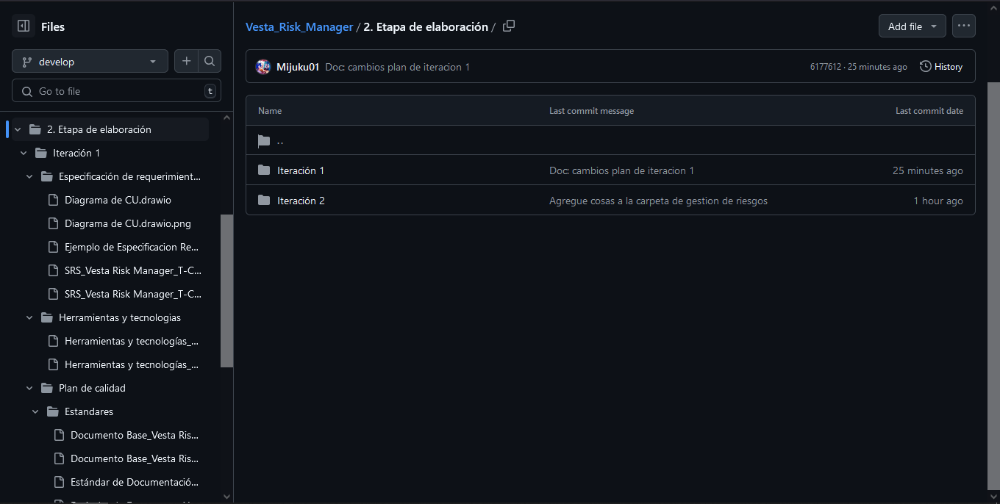 Files
develop
Go to file
t
2. Etapa de elaboración
Iteración 1
Especificación de requerimient...
Diagrama de CU.drawio
Diagrama de CU.drawio.png
Ejemplo de Especificacion Re...
SRS_Vesta Risk Manager_T-C...
SRS_Vesta Risk Manager_T-C...
Herramientas y tecnologias
Herramientas y tecnologías_...
Herramientas y tecnologías_...
Plan de calidad
Estandares
Documento Base_Vesta Ris...
Documento Base_Vesta Ris...
Estándar de Documentació...
Vesta_Risk_Manager / 2. Etapa de elaboración /
Add file
Mijuku01 Doc: cambios plan de iteracion 1
6177612 · 25 minutes ago
History
Name Last commit message Last commit date
..
Iteración 1 Doc: cambios plan de iteracion 1 25 minutes ago
Iteración 2 Agregue cosas a la carpeta de gestion de riesgos 1 hour ago